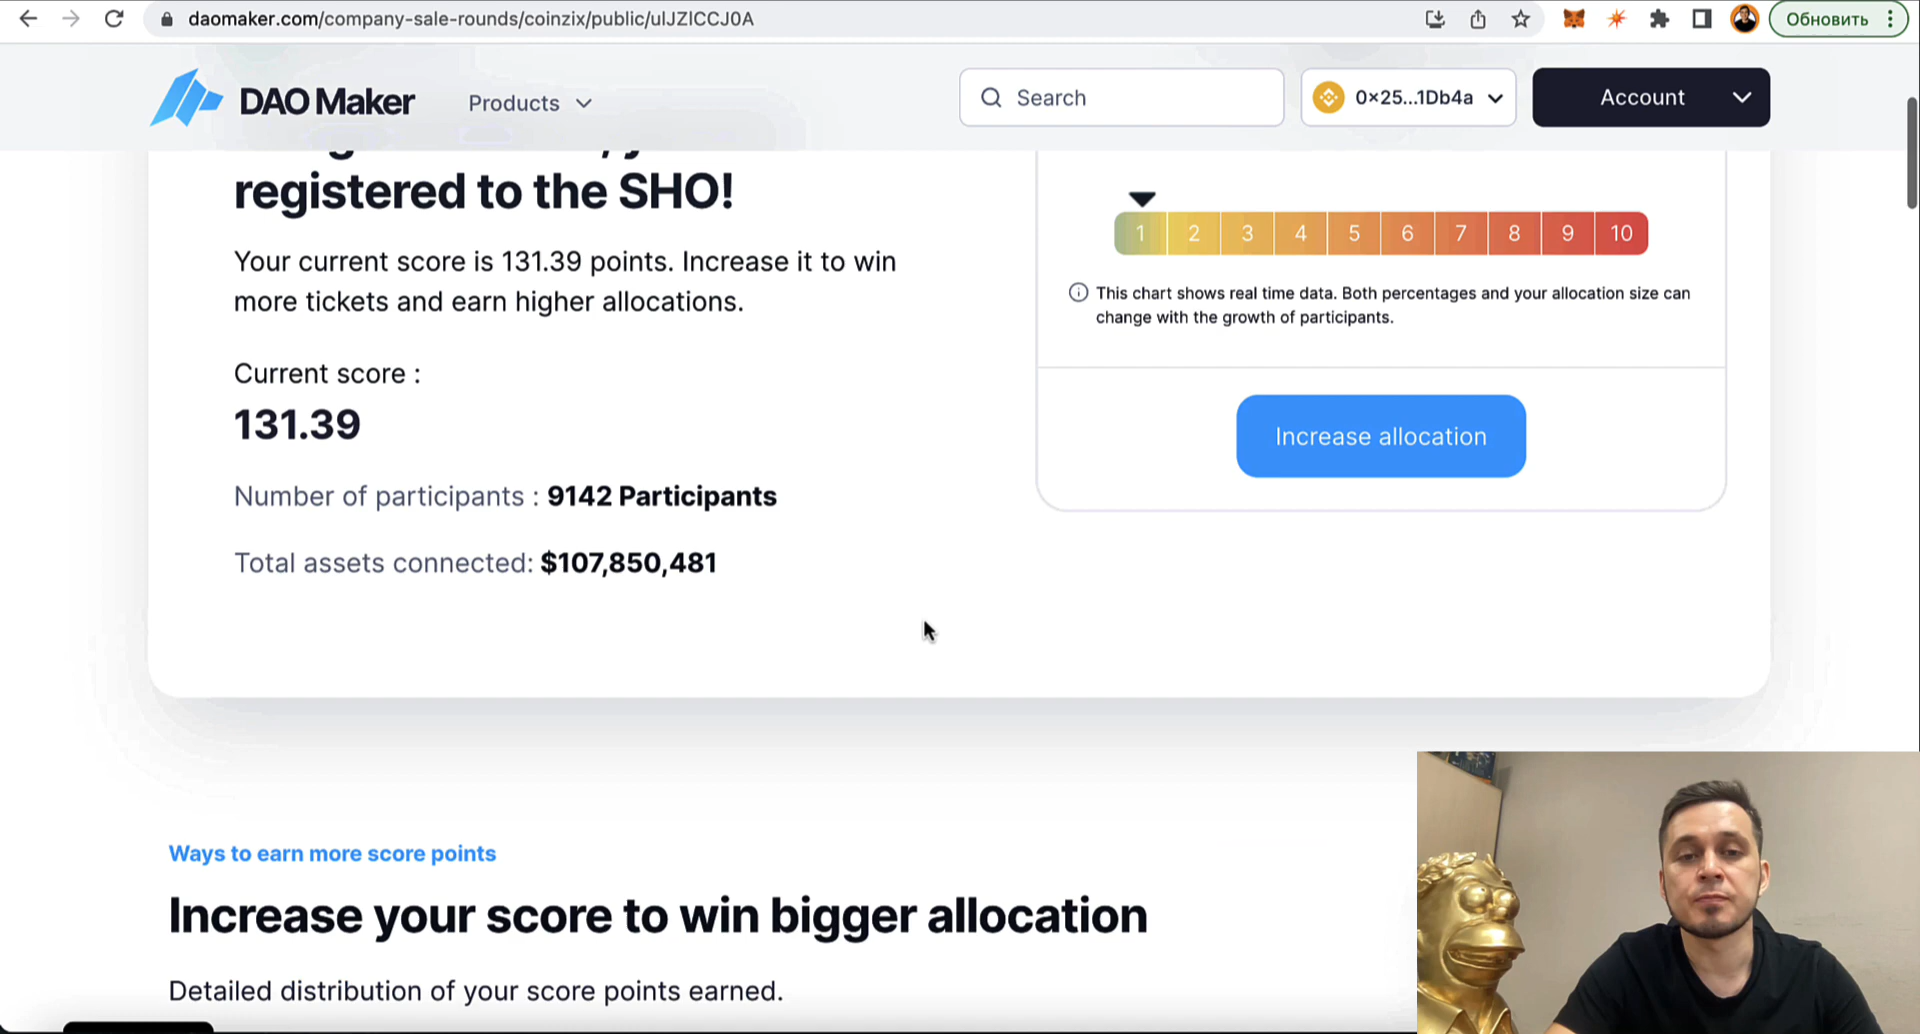 daomaker.com/company-sale-rounds/coinzix/public/ulJZlCCJ0A
Обновить
DAO Maker
Products
Search
0×25...1Db4a
Account
registered to the SHO!
Your current score is 131.39 points. Increase it to win
more tickets and earn higher allocations.
Current score :
131.39
Number of participants : 9142 Participants
Total assets connected: $107,850,481
1 2 3 4 5 6 7 8 9 10
This chart shows real time data. Both percentages and your allocation size can
change with the growth of participants.
Increase allocation
Ways to earn more score points
Increase your score to win bigger allocation
Detailed distribution of your score points earned.